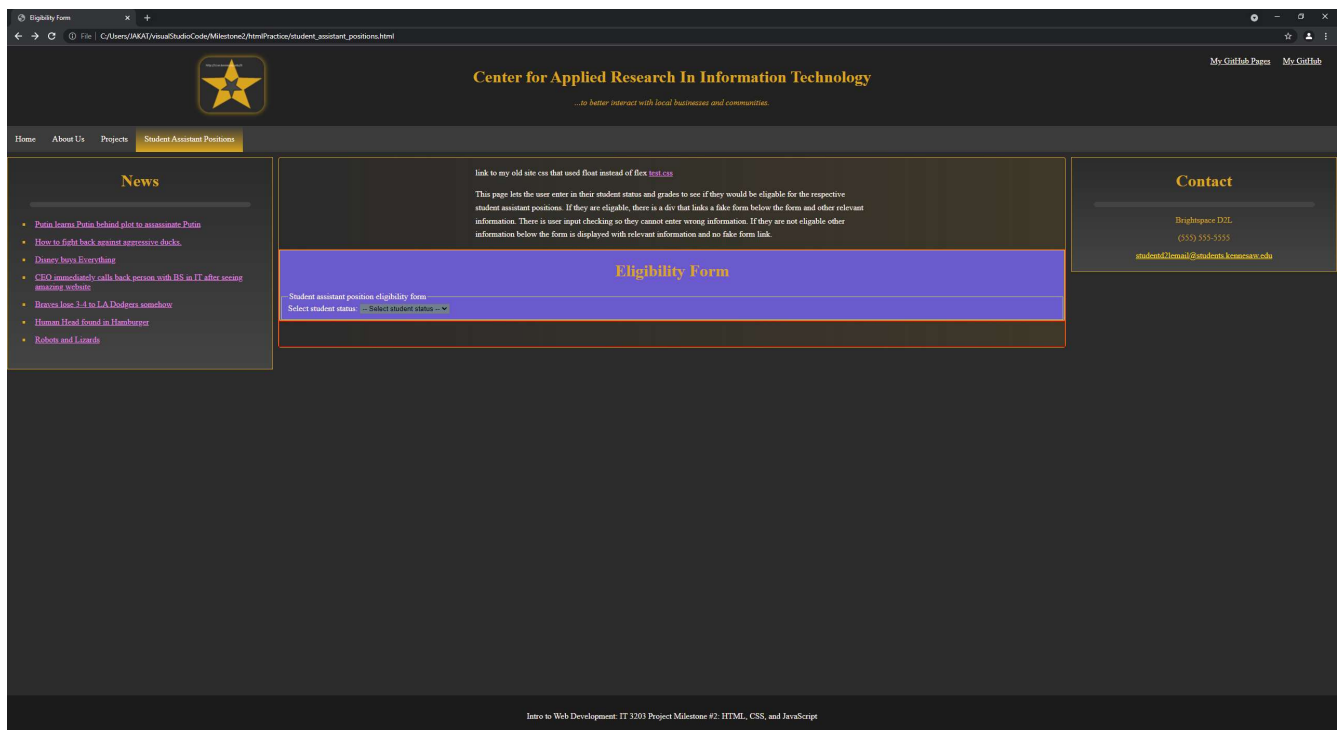 Eligibility Form
File | C:/Users/JAKAT/visualStudioCode/Milestone2/htmlPractice/student_assistant_positions.html
Center for Applied Research In Information Technology
...to better interact with local businesses and communities.
My GitHub Pages My GitHub
Home About Us Projects Student Assistant Positions
News
Putin learns Putin behind plot to assassinate Putin
How to fight back against aggressive ducks.
Disney buys Everything
CEO immediately calls back person with BS in IT after seeing
amazing website
Braves lose 3-4 to LA Dodgers somehow
Human Head found in Hamburger
Robots and Lizards
link to my old site css that used float instead of flex test.css
This page lets the user enter in their student status and grades to see if they would be eligable for the respective
student assistant positions. If they are eligable, there is a div that links a fake form below the form and other relevant
information. There is user input checking so they cannot enter wrong information. If they are not eligable other
information below the form is displayed with relevant information and no fake form link.
Eligibility Form
Student assistant position eligibility form
Select student status: -- Select student status --
Contact
Brightspace D2L
(555) 555-5555
studentd2lemail@students.kennesaw.edu
Intro to Web Development: IT 3203 Project Milestone #2: HTML, CSS, and JavaScript